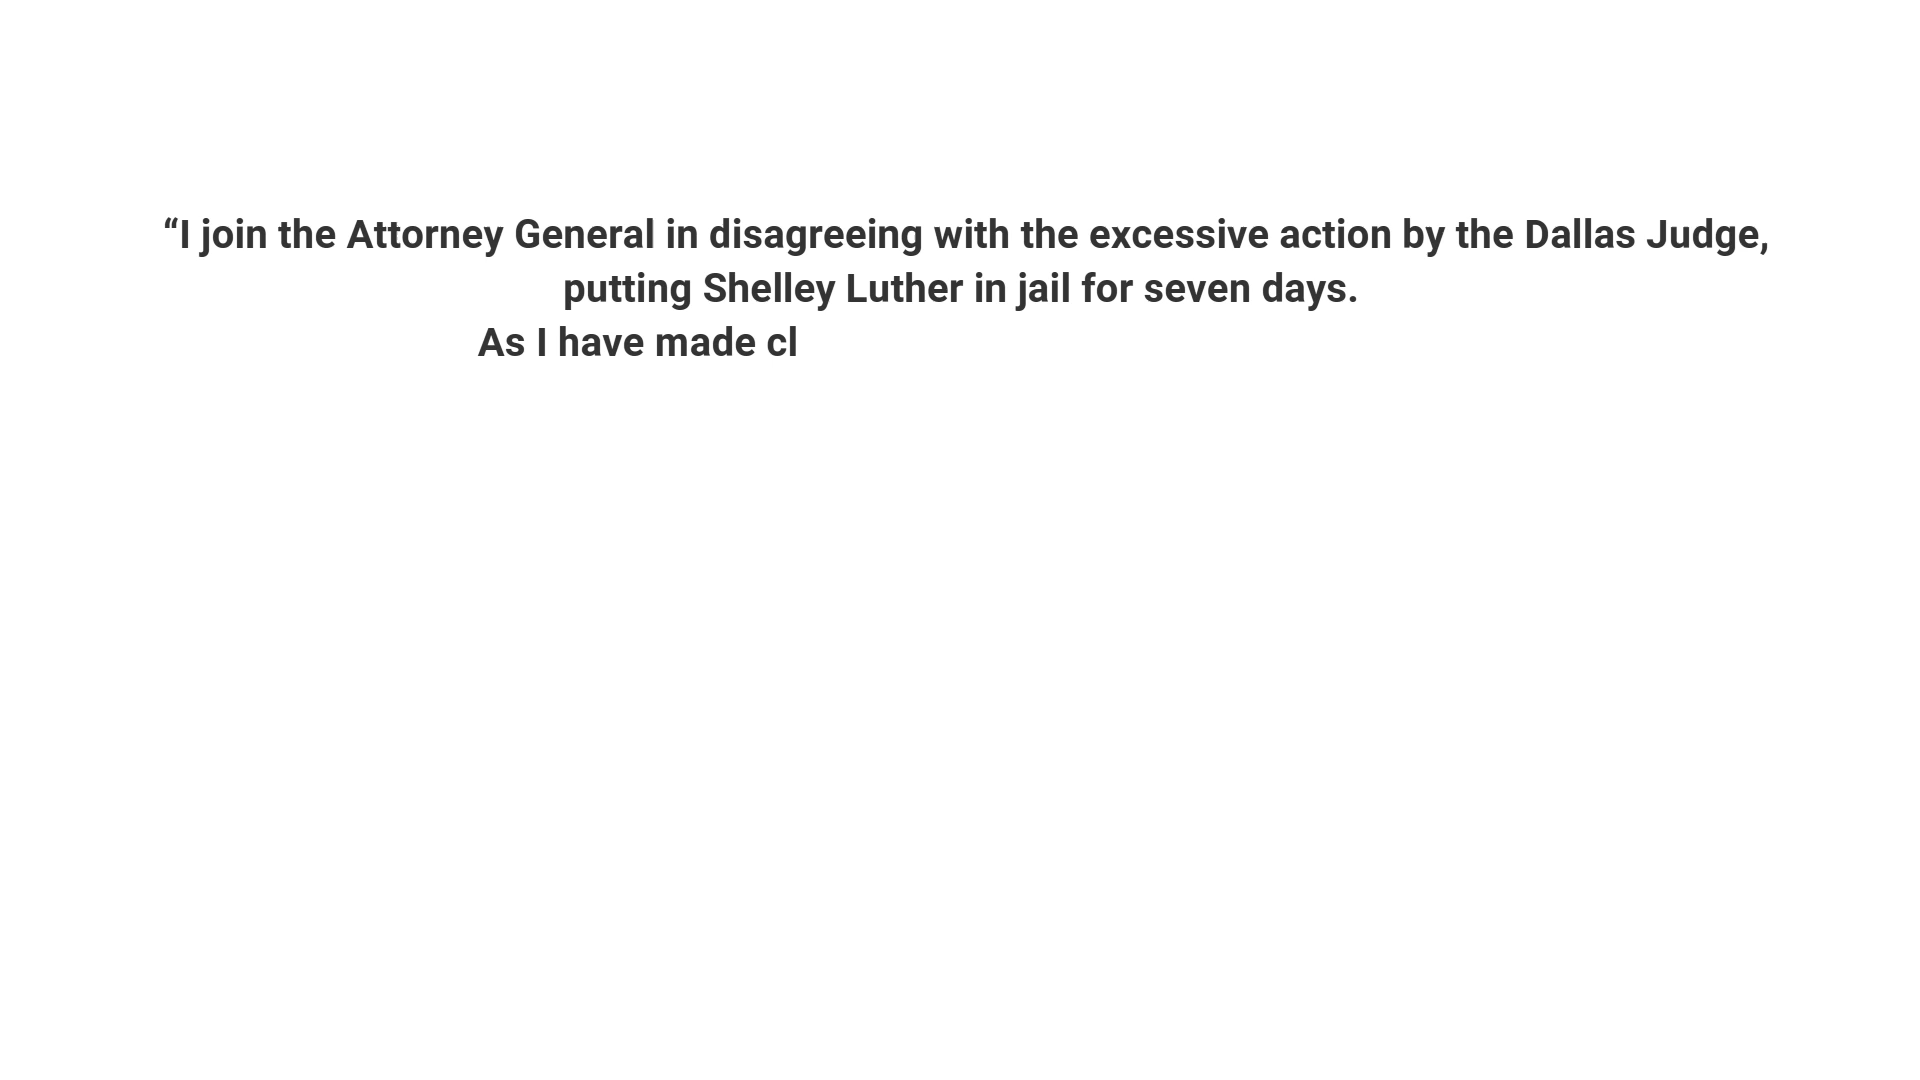 “I join the Attorney General in disagreeing with the excessive action by the Dallas Judge,
putting Shelley Luther in jail for seven days.
As I have made cl